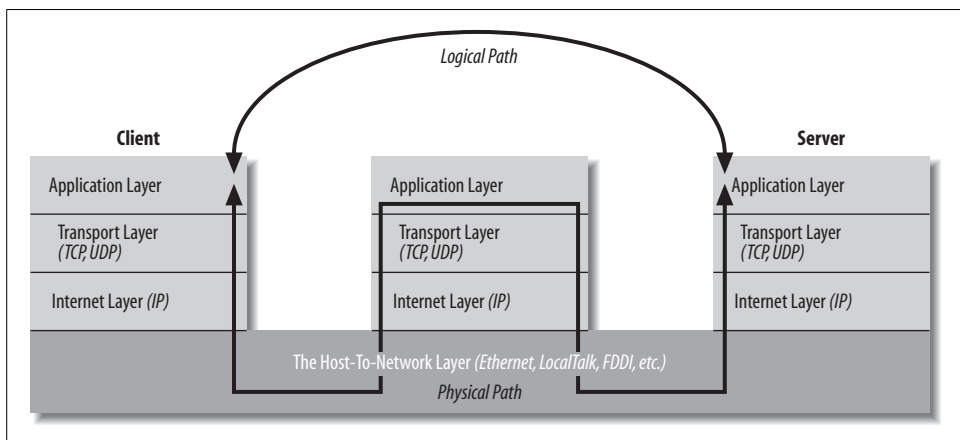 Logical Path
Client
Server
Application Layer
Transport Layer
(TCP, UDP)
Internet Layer (IP)
Application Layer
Transport Layer
(TCP, UDP)
Internet Layer (IP)
Application Layer
Transport Layer
(TCP, UDP)
Internet Layer (IP)
The Host-To-Network Layer (Ethernet, LocalTalk, FDDI, etc.)
Physical Path